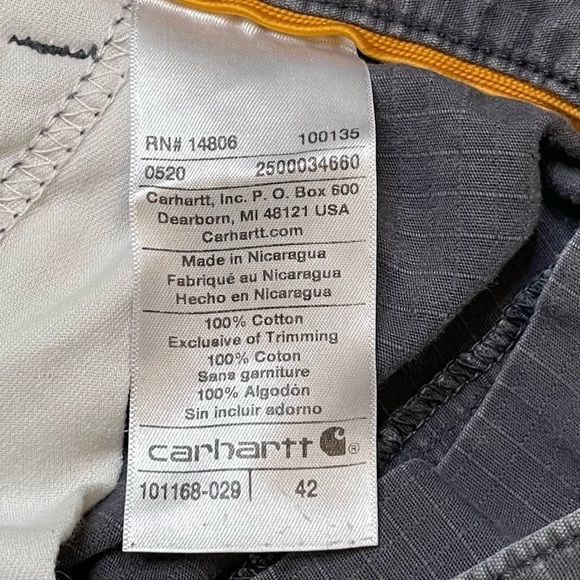 RN# 14806 100135
0520 2500034660
Carhartt, Inc. P. O. Box 600
Dearborn, MI 48121 USA
Carhartt.com
Made in Nicaragua
Fabriqué au Nicaragua
Hecho en Nicaragua
100% Cotton
Exclusive of Trimming
100% Coton
Sans garniture
100% Algodón
Sin incluir adorno
carhartt ®
101168-029 42